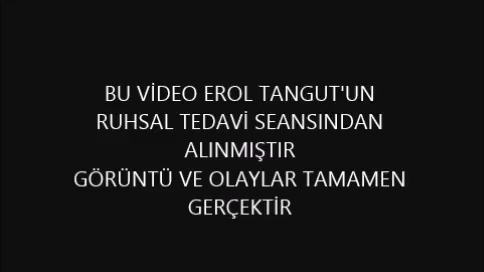 BU VİDEO EROL TANGUT'UN
RUHSAL TEDAVİ SEANSINDAN
ALINMIŞTIR
GÖRÜNTÜ VE OLAYLAR TAMAMEN
GERÇEKTİR